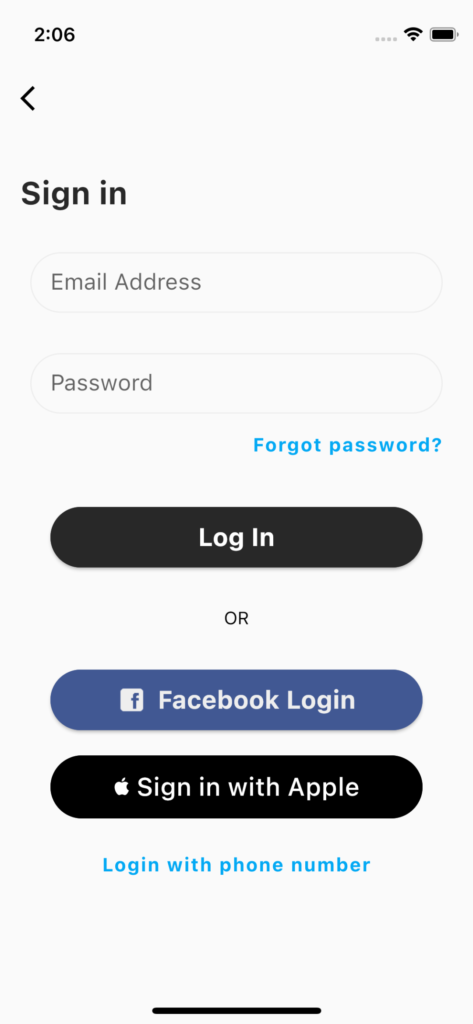 2:06
Sign in
Email Address
Password
Forgot password?
Log In
OR
Facebook Login
Sign in with Apple
Login with phone number